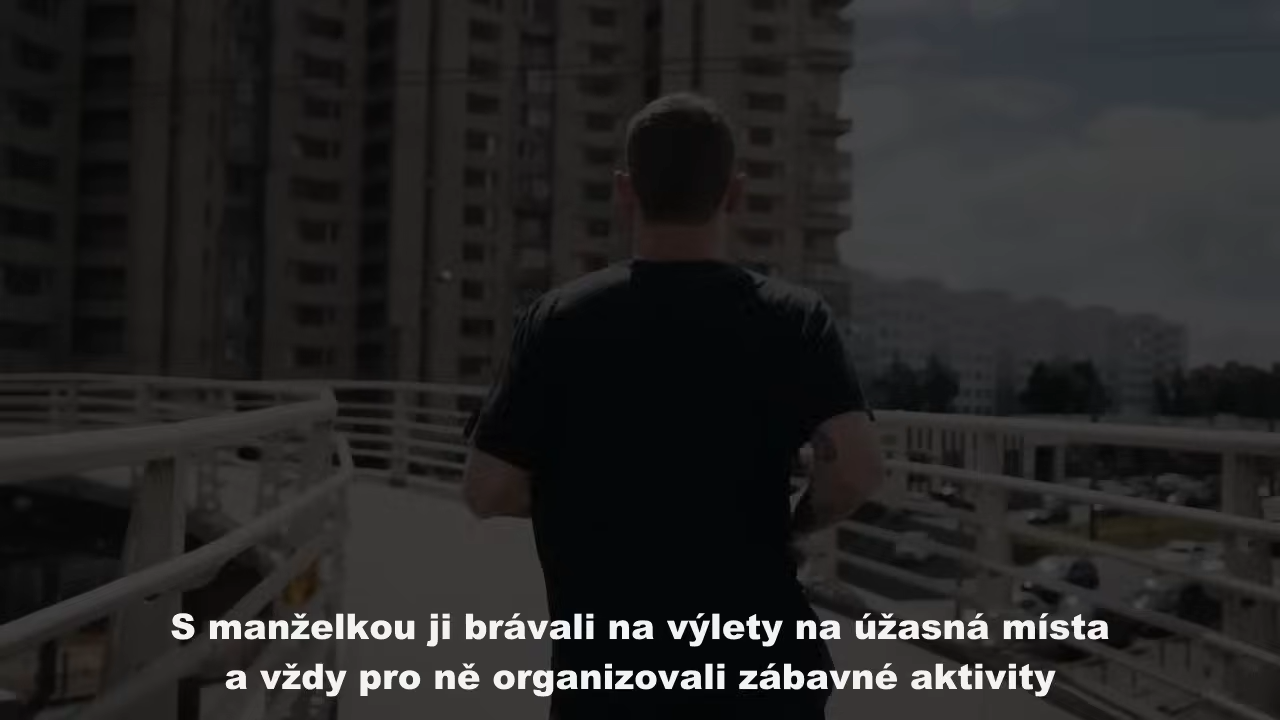 S manželkou ji brávali na výlety na úžasná místa
a vždy pro ně organizovali zábavné aktivity